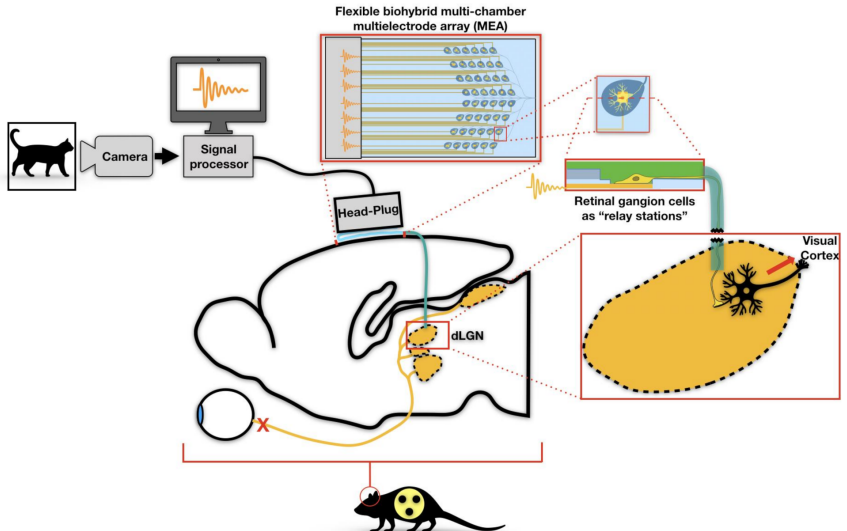 Flexible biohybrid multi-chamber
multielectrode array (MEA)
Camera
Signal
processor
Head-Plug
Retinal gangion cells
as “relay stations”
Visual
Cortex
dLGN
X